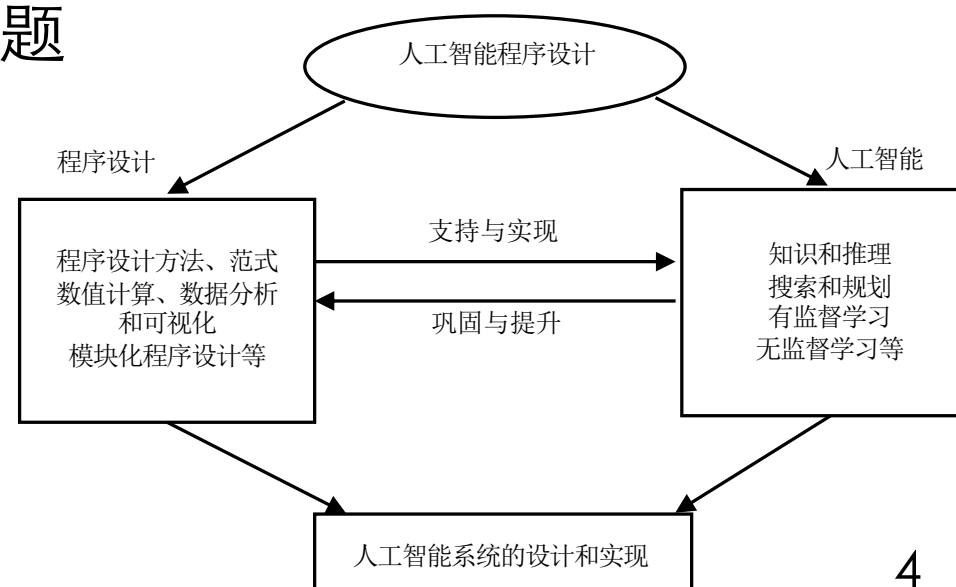 题
人工智能程序设计
程序设计
人工智能
程序设计方法、范式
数值计算、数据分析
和可视化
模块化程序设计等
支持与实现
巩固与提升
知识和推理
搜索和规划
有监督学习
无监督学习等
人工智能系统的设计和实现
4